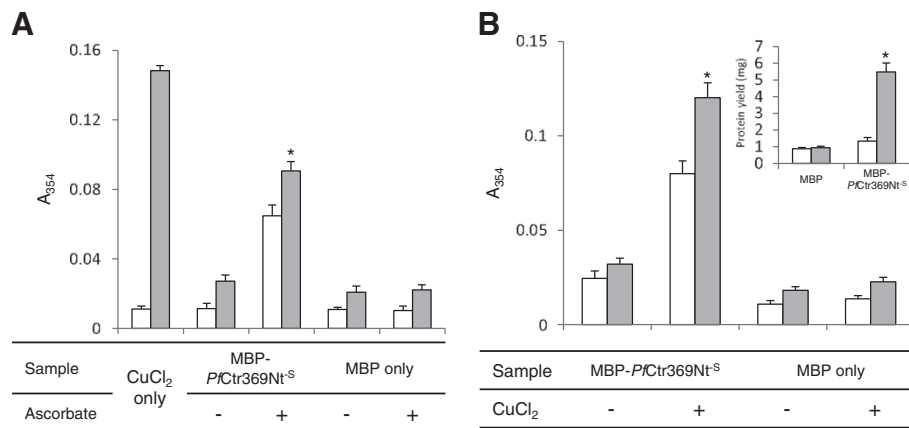 A
0.16
0.12
0.08
0.04
0
A354
*
Sample
CuCl2 only
MBP-PfCtr369Nt-S
MBP only
Ascorbate
- + - +
B
0.15
0.1
0.05
0
A354
*
7
6
5
4
3
2
1
0
Protein yield (mg)
*
MBP
MBP-PfCtr369Nt-S
Sample
MBP-PfCtr369Nt-S
MBP only
CuCl2
- + - +